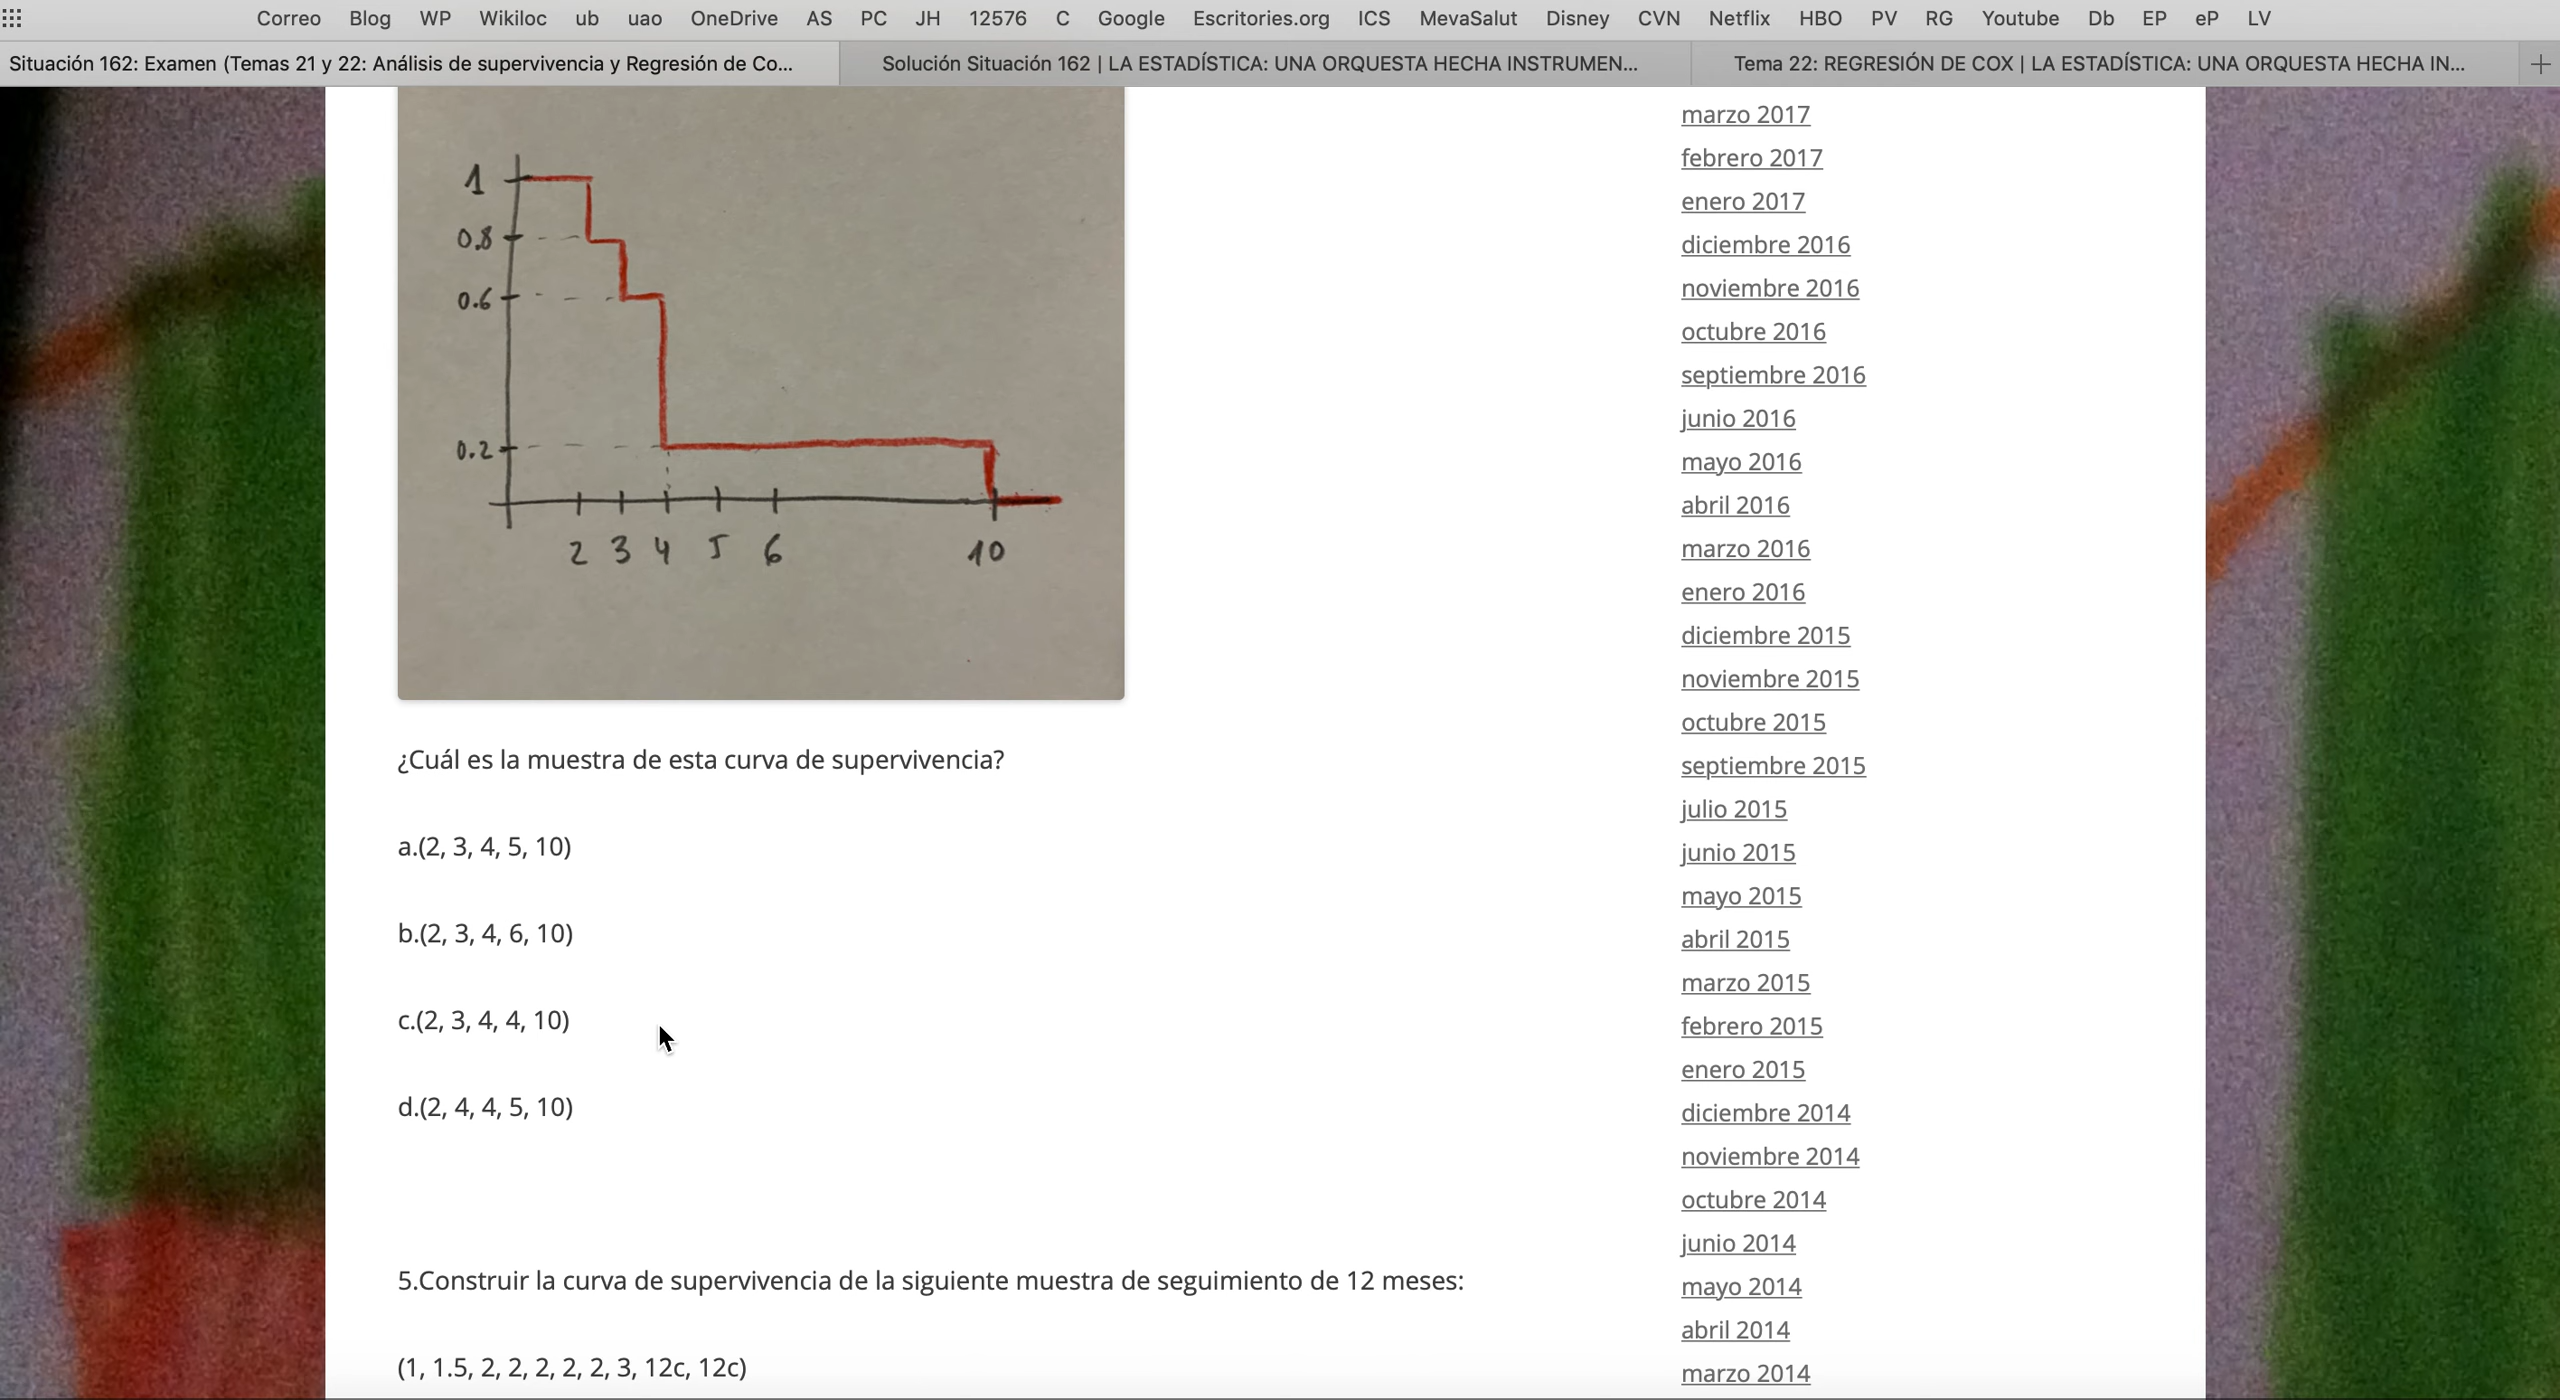 Correo Blog WP Wikiloc ub uao OneDrive AS PC JH 12576 C Google Escritories.org ICS MevaSalut Disney CVN Netflix HBO PV RG Youtube Db EP eP LV
Situación 162: Examen (Temas 21 y 22: Análisis de supervivencia y Regresión de Co...
Solución Situación 162 | LA ESTADÍSTICA: UNA ORQUESTA HECHA INSTRUMEN...
Tema 22: REGRESIÓN DE COX | LA ESTADÍSTICA: UNA ORQUESTA HECHA IN...
1
0.8
0.6
0.2
2 3 4 5 6 10
¿Cuál es la muestra de esta curva de supervivencia?
a.(2, 3, 4, 5, 10)
b.(2, 3, 4, 6, 10)
c.(2, 3, 4, 4, 10)
d.(2, 4, 4, 5, 10)
5.Construir la curva de supervivencia de la siguiente muestra de seguimiento de 12 meses:
(1, 1.5, 2, 2, 2, 2, 2, 3, 12c, 12c)
marzo 2017
febrero 2017
enero 2017
diciembre 2016
noviembre 2016
octubre 2016
septiembre 2016
junio 2016
mayo 2016
abril 2016
marzo 2016
enero 2016
diciembre 2015
noviembre 2015
octubre 2015
septiembre 2015
julio 2015
junio 2015
mayo 2015
abril 2015
marzo 2015
febrero 2015
enero 2015
diciembre 2014
noviembre 2014
octubre 2014
junio 2014
mayo 2014
abril 2014
marzo 2014